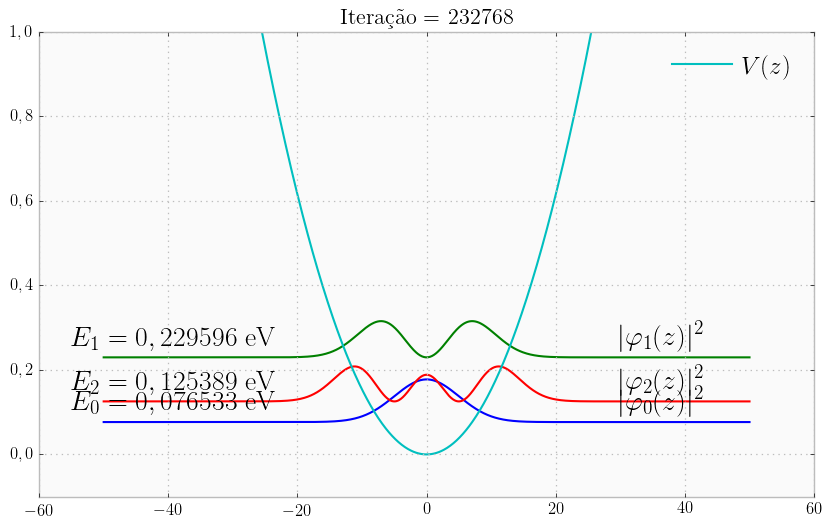 Iteração = 232768
1,0
0,8
0,6
0,4
0,2
0,0
V(z)
E₁ = 0,229596 eV
|φ₁(z)|²
E₂ = 0,125389 eV
|φ₂(z)|²
E₀ = 0,076533 eV
|φ₀(z)|²
−60 −40 −20 0 20 40 60